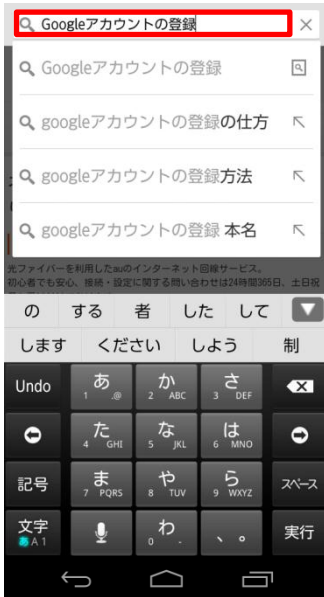 Googleアカウントの登録
Googleアカウントの登録
googleアカウントの登録の仕方
googleアカウントの登録方法
googleアカウントの登録 本名
光ファイバーを利用したauのインターネット回線サービス。
初心者でも安心、接続・設定に関する問い合わせは24時間365日、土日祝
の する 者 した して
します ください しよう 制
Undo あ 1 .@ か 2 ABC さ 3 DEF
た 4 GHI な 5 JKL は 6 MNO
記号 ま 7 PQRS や 8 TUV ら 9 WXYZ スペース
文字 あA1 わ 0 - 、。 実行